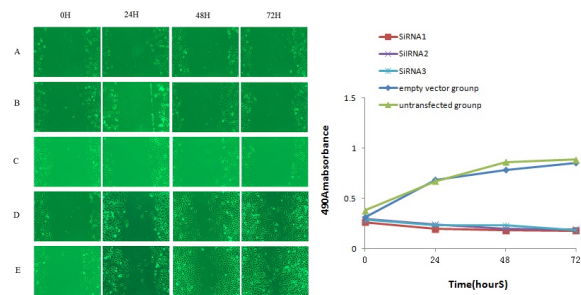 0H 24H 48H 72H
A
B
C
D
E
SiRNA1
SiIRNA2
SiRNA3
empty vector grounp
untransfected grounp
490Amabsorbance
1.5
1
0.5
0
0 24 48 72
Time(hourS)